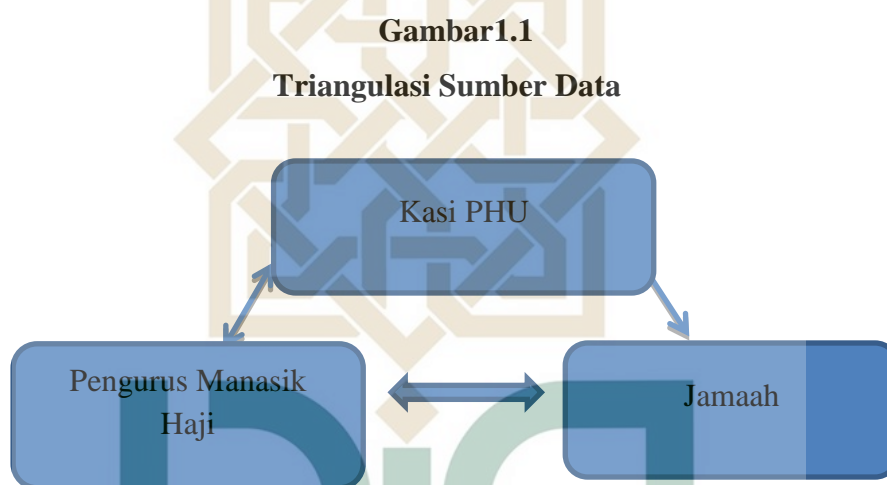 Gambar1.1
Triangulasi Sumber Data
Kasi PHU
Pengurus Manasik
Haji
Jamaah